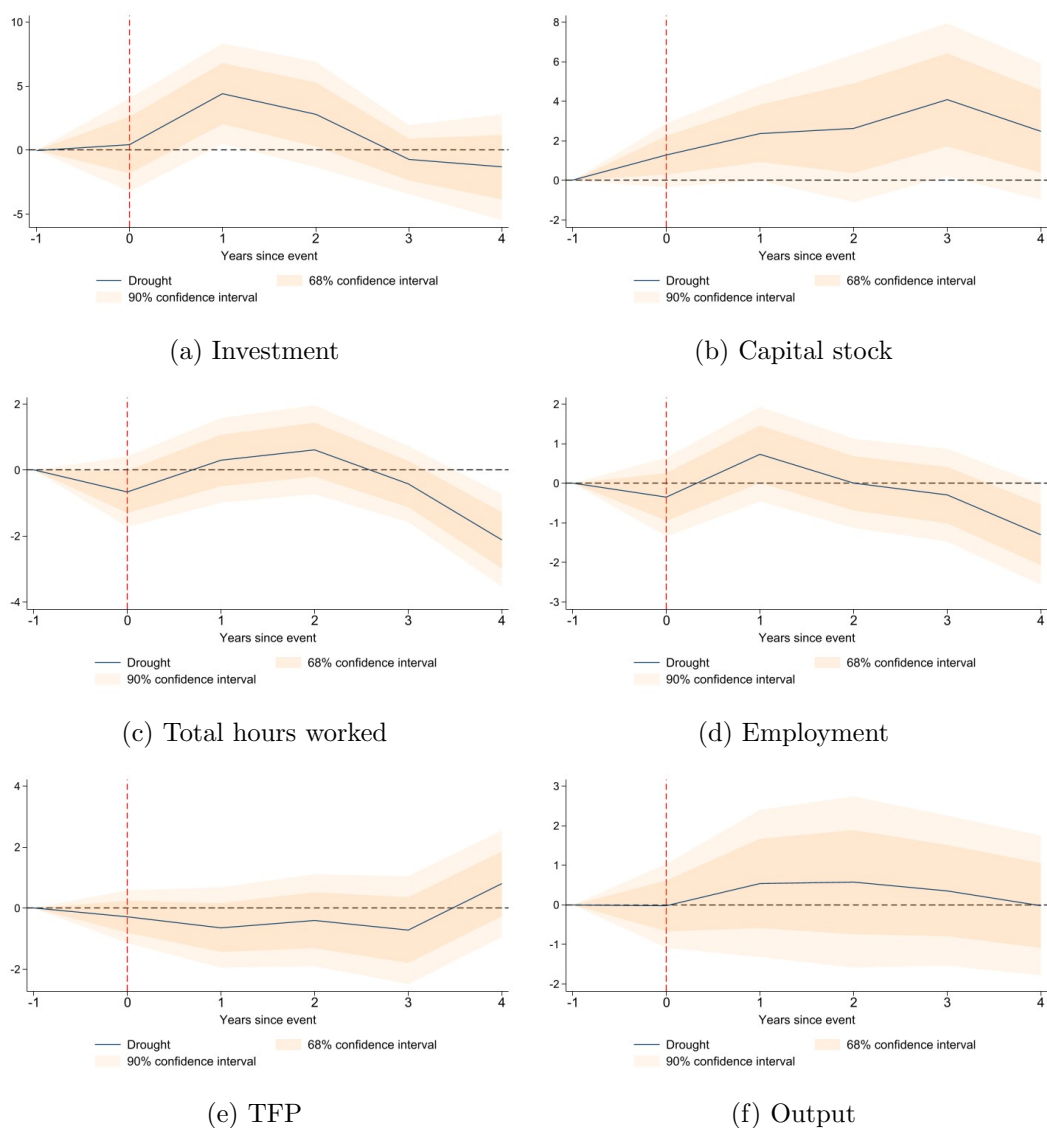 10
5
0
-5
-1 0 1 2 3 4
Years since event
Drought 68% confidence interval
90% confidence interval
(a) Investment
8
6
4
2
0
-2
-1 0 1 2 3 4
Years since event
Drought 68% confidence interval
90% confidence interval
(b) Capital stock
2
0
-2
-4
-1 0 1 2 3 4
Years since event
Drought 68% confidence interval
90% confidence interval
(c) Total hours worked
2
1
0
-1
-2
-3
-1 0 1 2 3 4
Years since event
Drought 68% confidence interval
90% confidence interval
(d) Employment
4
2
0
-2
-1 0 1 2 3 4
Years since event
Drought 68% confidence interval
90% confidence interval
(e) TFP
3
2
1
0
-1
-2
-1 0 1 2 3 4
Years since event
Drought 68% confidence interval
90% confidence interval
(f) Output